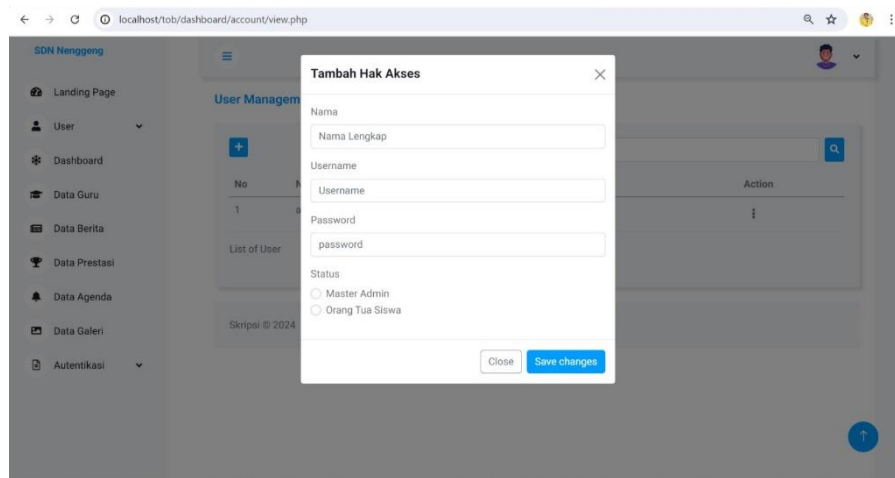 localhost/tob/dashboard/account/view.php
SDN Nenggeng
Landing Page
User
Dashboard
Data Guru
Data Berita
Data Prestasi
Data Agenda
Data Galeri
Autentikasi
User Managem
No
Action
1
List of User
Skripsi © 2024
Tambah Hak Akses
Nama
Nama Lengkap
Username
Username
Password
password
Status
Master Admin
Orang Tua Siswa
Close Save changes